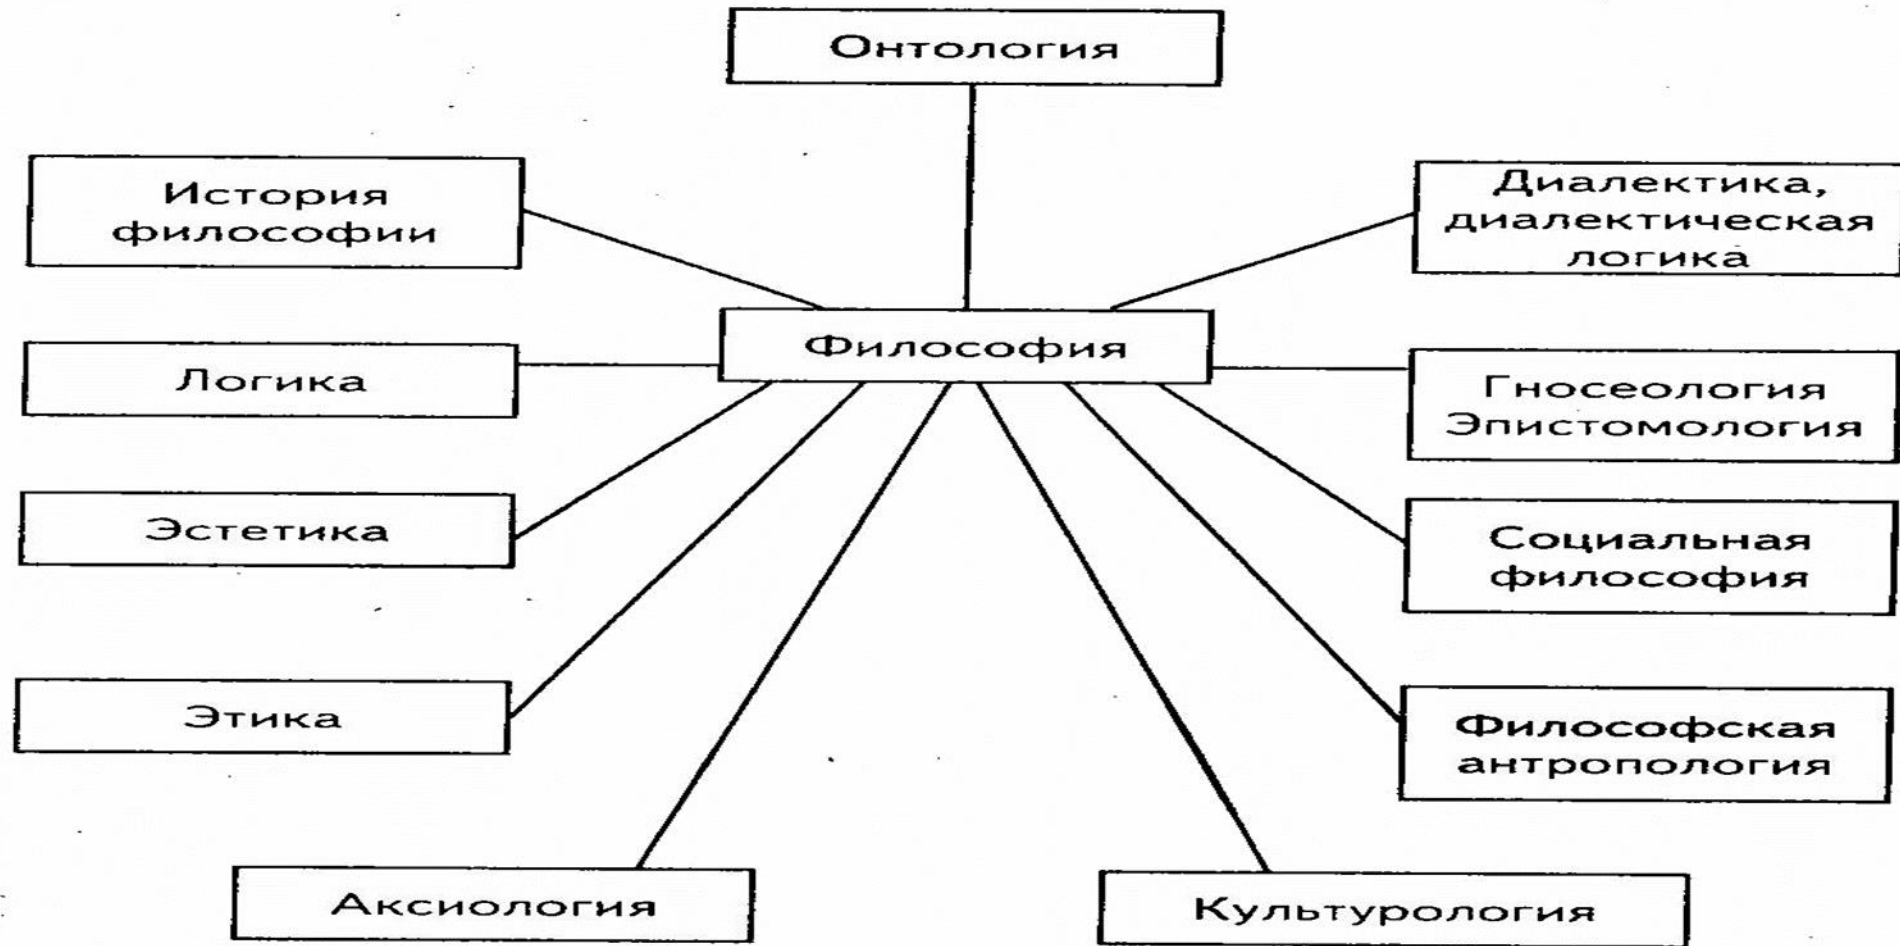 Онтология
История
философии
Диалектика,
диалектическая
логика
Философия
Логика
Гносеология
Эпистомология
Эстетика
Социальная
философия
Этика
Философская
антропология
Аксиология
Культурология